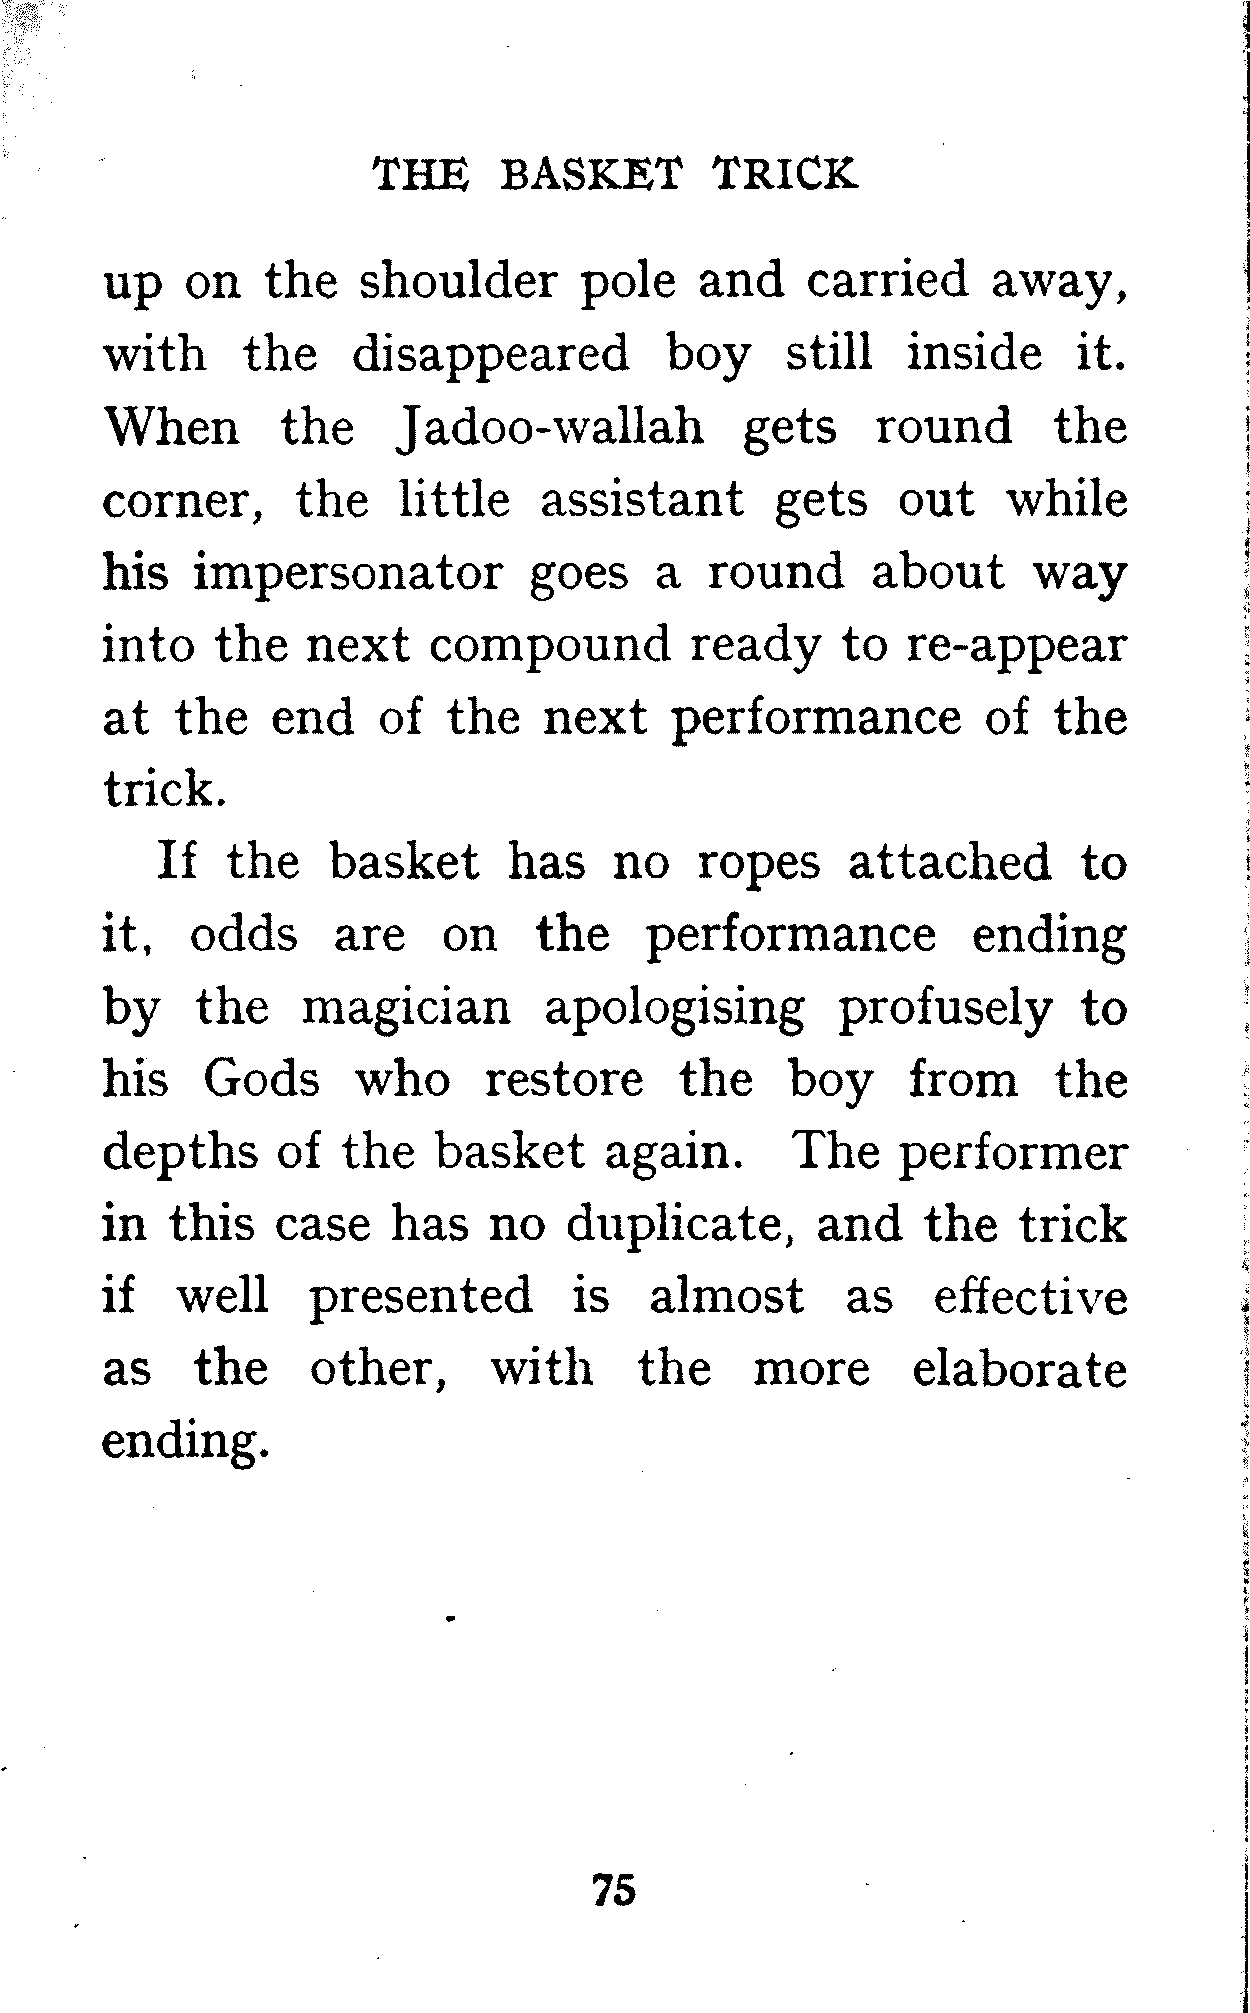 THE BASKET TRICK
up on the shoulder pole and carried away,
with the disappeared boy still inside it.
When the Jadoo-wallah gets round the
corner, the little assistant gets out while
his impersonator goes a round about way
into the next compound ready to re-appear
at the end of the next performance of the
trick.
If the basket has no ropes attached to
it, odds are on the performance ending
by the magician apologising profusely to
his Gods who restore the boy from the
depths of the basket again. The performer
in this case has no duplicate, and the trick
if well presented is almost as effective
as the other, with the more elaborate
ending.
75